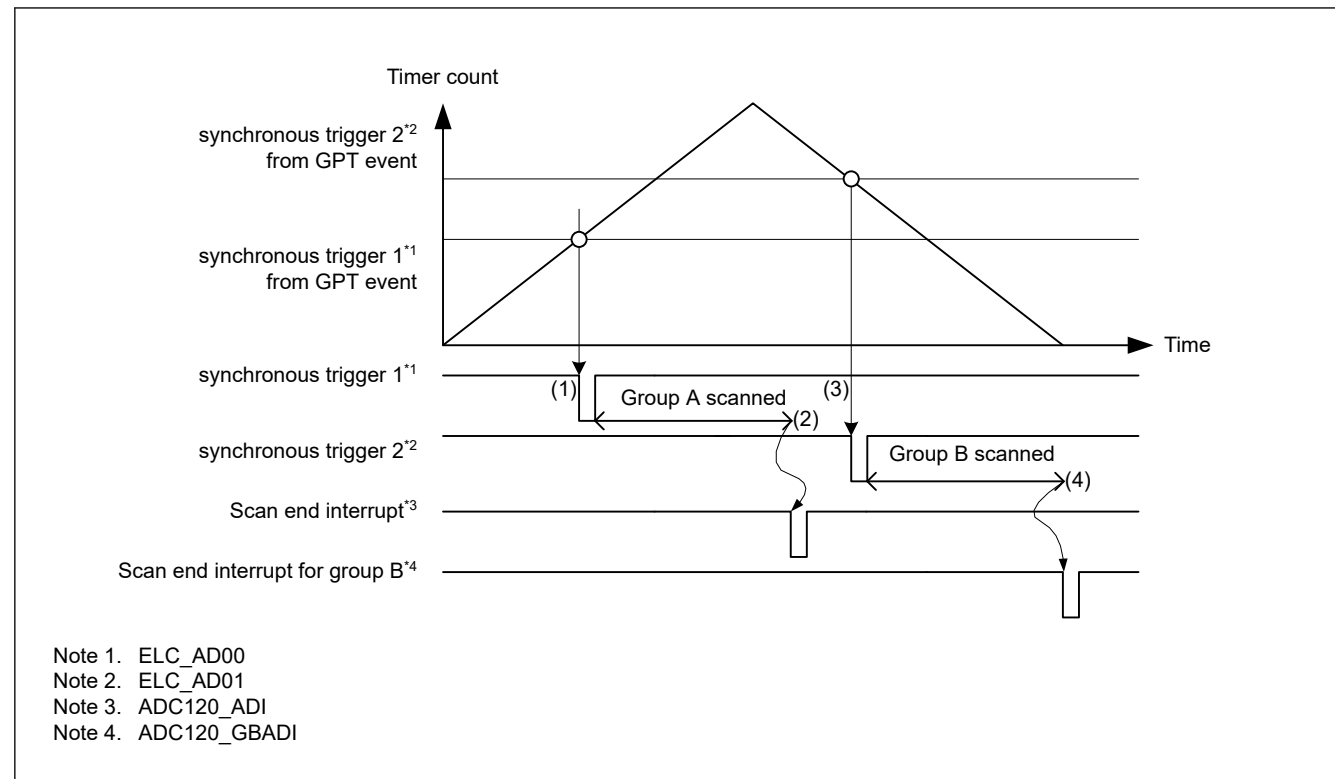 Timer count
synchronous trigger 2*2
from GPT event
synchronous trigger 1*1
from GPT event
Time
synchronous trigger 1*1
(1)
Group A scanned
(2)
(3)
synchronous trigger 2*2
Group B scanned
(4)
Scan end interrupt*3
Scan end interrupt for group B*4
Note 1. ELC_AD00
Note 2. ELC_AD01
Note 3. ADC120_ADI
Note 4. ADC120_GBADI